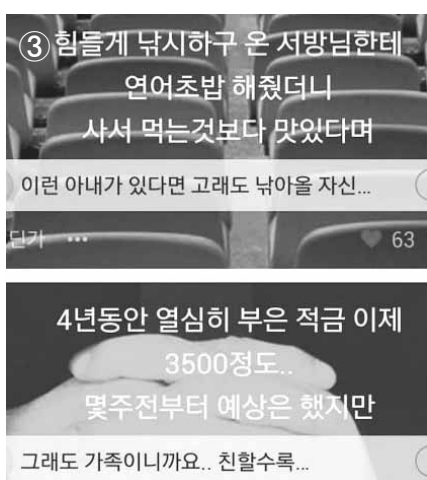 ③ 힘들게 낚시하구 온 서방님한테
연어초밥 해줬더니
사서 먹는것보다 맛있다며
이런 아내가 있다면 고래도 낚아올 자신...
딘가 ... 63
4년동안 열심히 부은 적금 이제
3500정도..
몇주전부터 예상은 했지만
그래도 가족이니까요.. 친할수록...